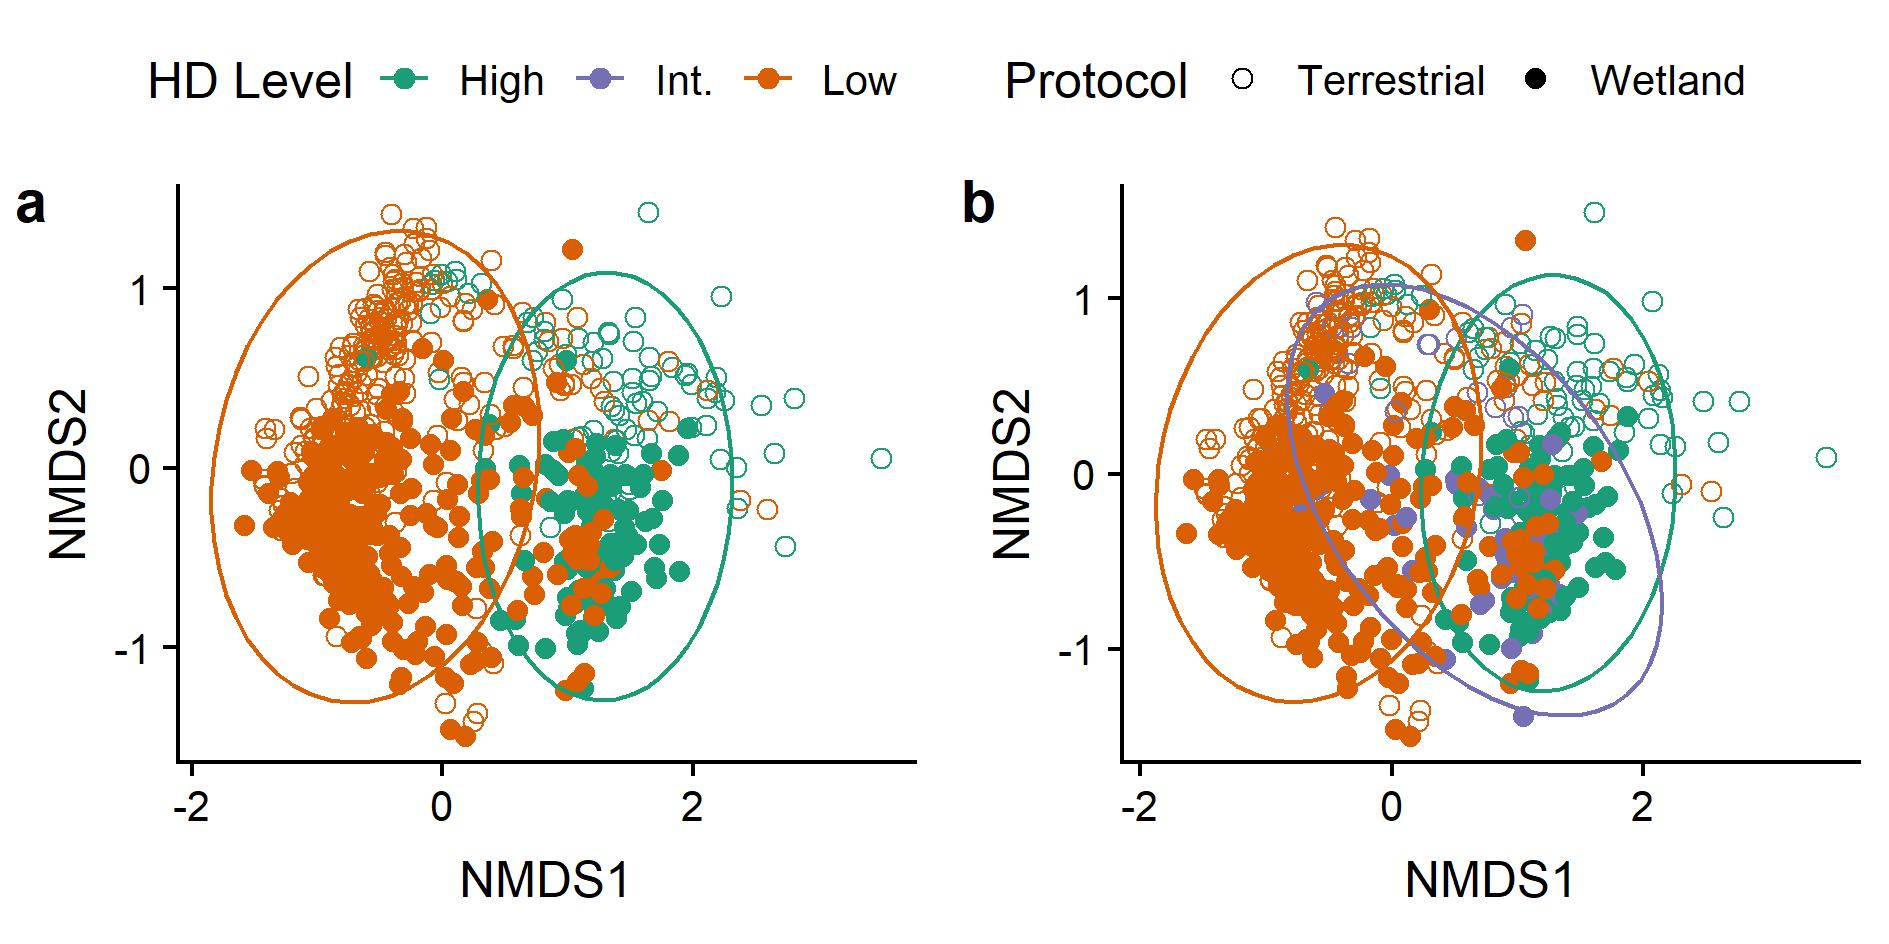 HD Level High Int. Low Protocol Terrestrial Wetland
a
NMDS2
1
0
-1
-2 0 2
NMDS1
b
NMDS2
1
0
-1
-2 0 2
NMDS1